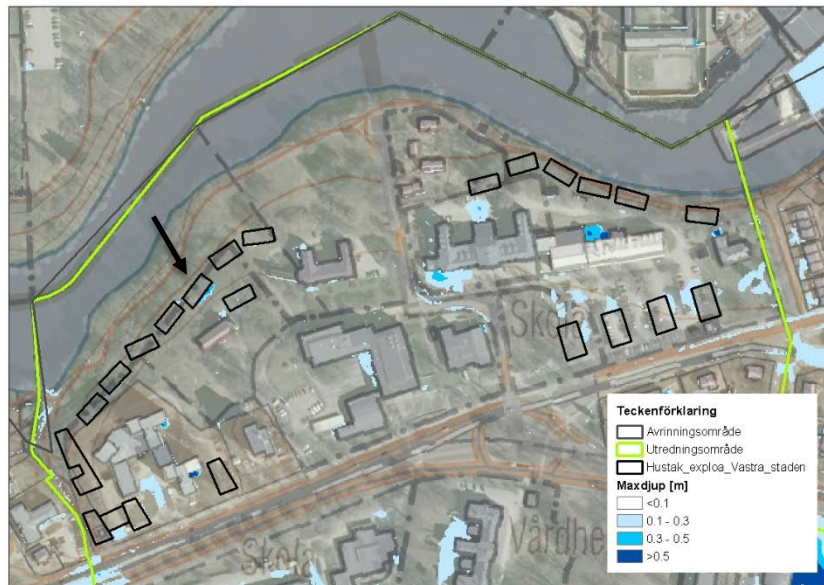 Skola
Skola
Vårdhe
Teckenförklaring
Avrinningsområde
Utredningsområde
Hustak_exploa_Vastra_staden
Maxdjup [m]
<0.1
0.1 - 0.3
0.3 - 0.5
>0.5